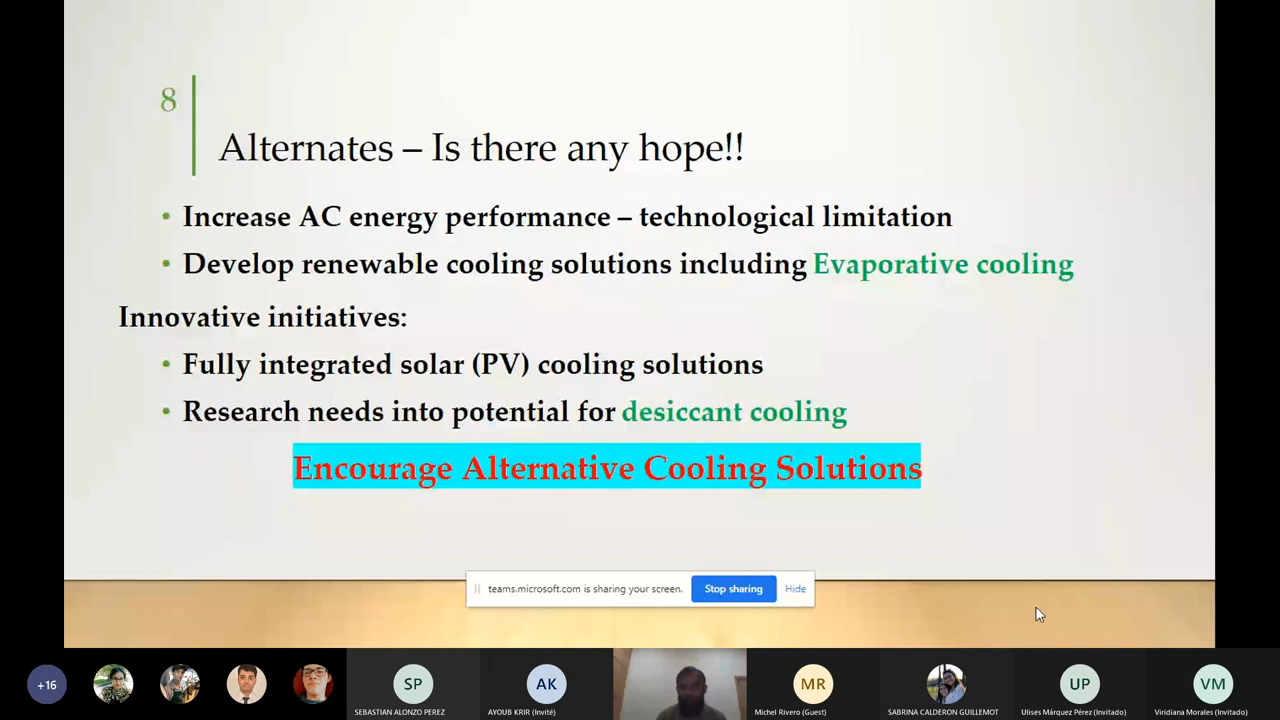 8
Alternates – Is there any hope!!
• Increase AC energy performance – technological limitation
• Develop renewable cooling solutions including Evaporative cooling
Innovative initiatives:
• Fully integrated solar (PV) cooling solutions
• Research needs into potential for desiccant cooling
Encourage Alternative Cooling Solutions
teams.microsoft.com is sharing your screen. Stop sharing Hide
+16 SP AK MR UP VM
SEBASTIAN ALONZO PEREZ AYOUB KRIR (Invité) Michel Rivero (Guest) SABRINA CALDERON GUILLEMOT Ulises Márquez Pérez (Invitado) Viridiana Morales (Invitado)